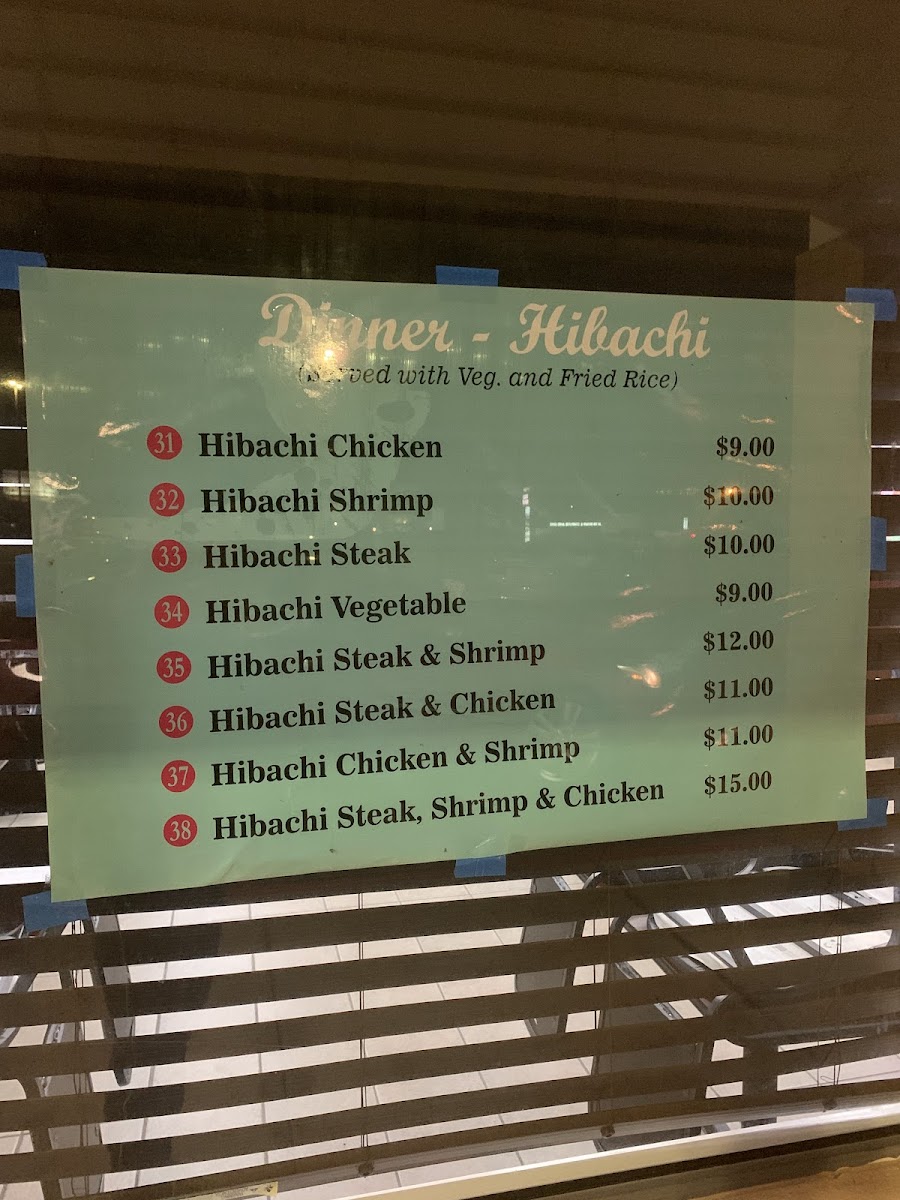 Dinner - Hibachi
(Served with Veg. and Fried Rice)
31 Hibachi Chicken $9.00
32 Hibachi Shrimp $10.00
33 Hibachi Steak $10.00
34 Hibachi Vegetable $9.00
35 Hibachi Steak & Shrimp $12.00
36 Hibachi Steak & Chicken $11.00
37 Hibachi Chicken & Shrimp $11.00
38 Hibachi Steak, Shrimp & Chicken $15.00